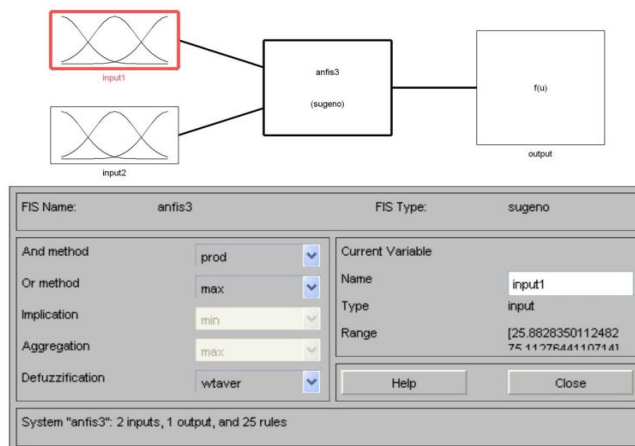 input1
anfis3
(sugeno)
f(u)
input2
output
FIS Name: anfis3 FIS Type: sugeno
And method prod
Or method max
Implication min
Aggregation max
Defuzzification wtaver
Current Variable
Name input1
Type input
Range [25.8828350112482
75.11276441107141]
Help Close
System "anfis3": 2 inputs, 1 output, and 25 rules